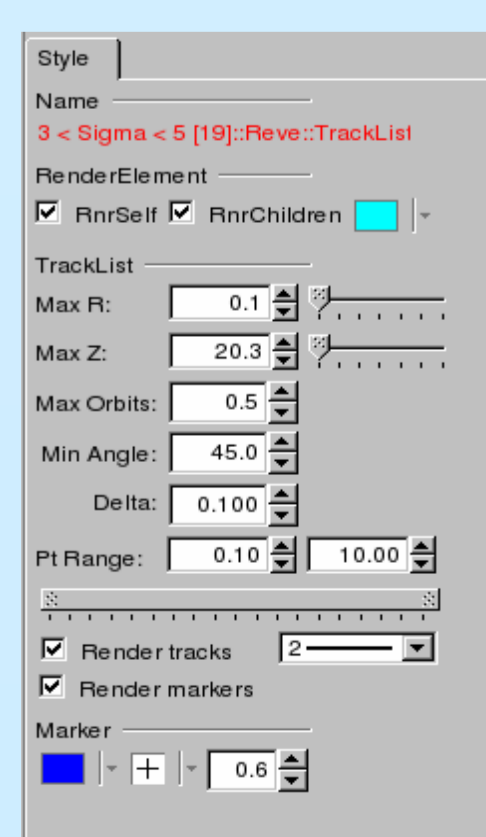 Style
Name
3 < Sigma < 5 [19]::Reve::TrackList
RenderElement
RnrSelf RnrChildren
TrackList
Max R: 0.1
Max Z: 20.3
Max Orbits: 0.5
Min Angle: 45.0
Delta: 0.100
Pt Range: 0.10 10.00
Render tracks 2
Render markers
Marker
0.6